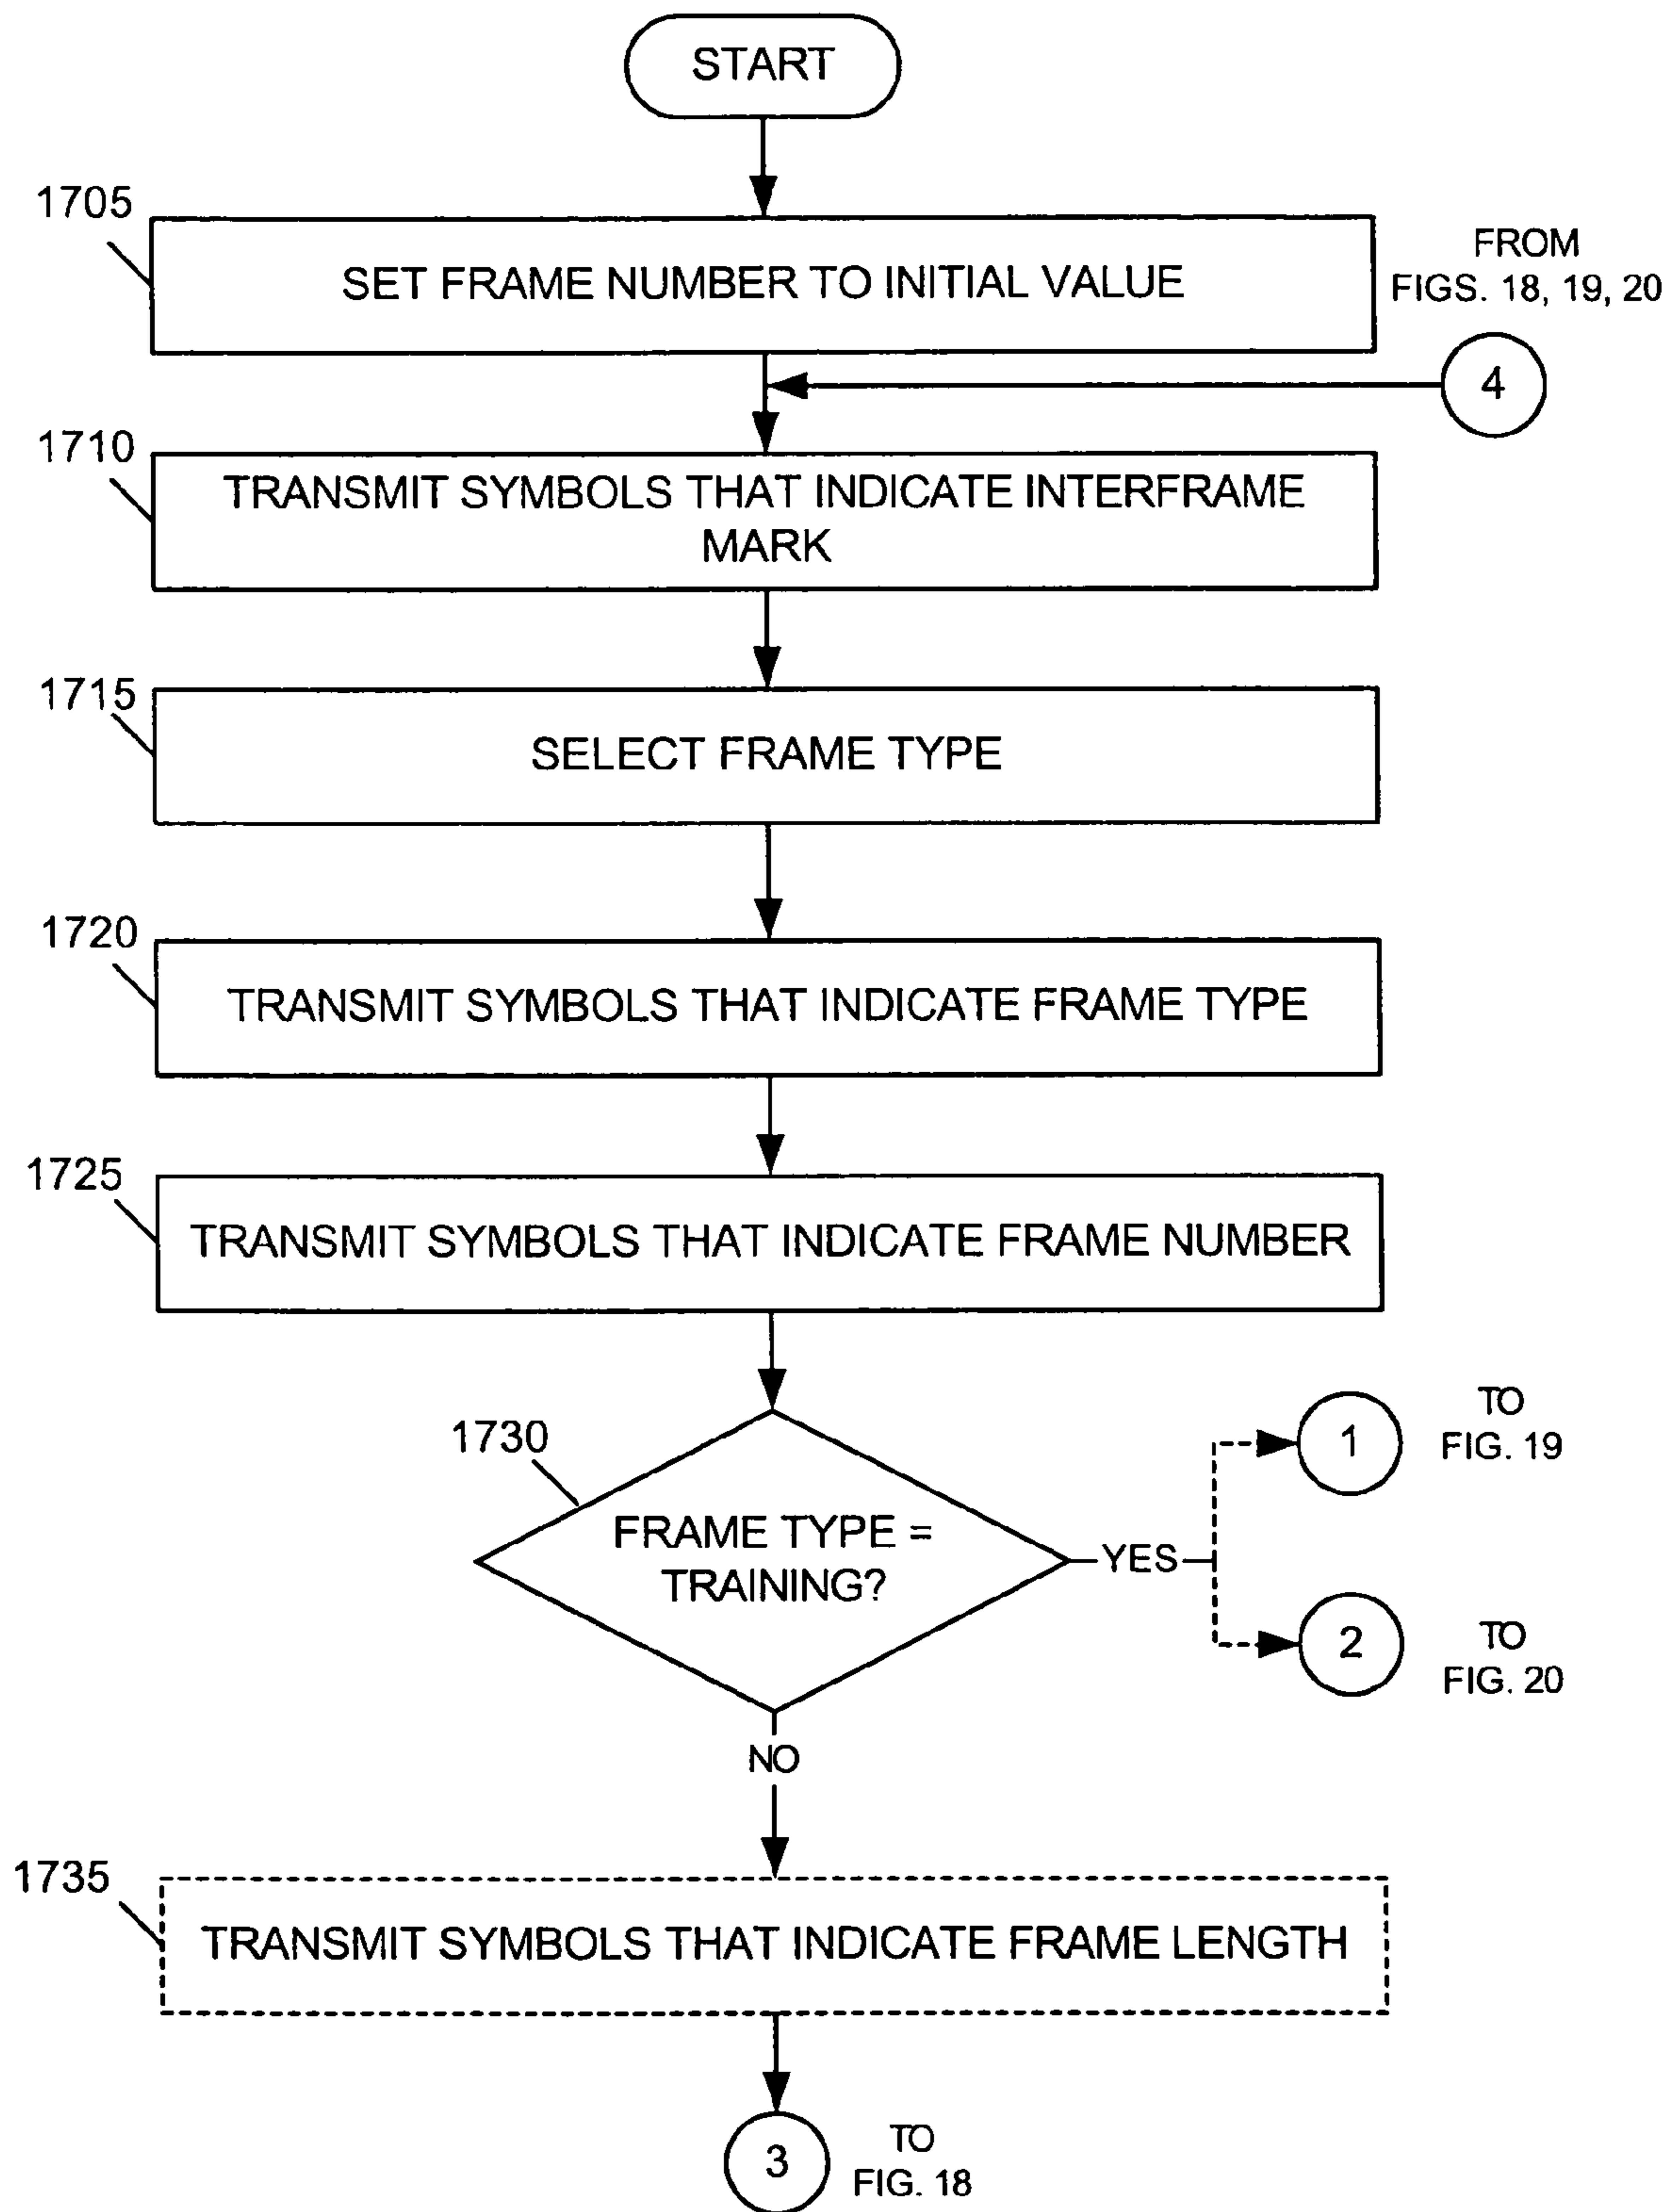 START
1705
SET FRAME NUMBER TO INITIAL VALUE
FROM
FIGS. 18, 19, 20
4
1710
TRANSMIT SYMBOLS THAT INDICATE INTERFRAME
MARK
1715
SELECT FRAME TYPE
1720
TRANSMIT SYMBOLS THAT INDICATE FRAME TYPE
1725
TRANSMIT SYMBOLS THAT INDICATE FRAME NUMBER
1730
FRAME TYPE =
TRAINING?
YES
1
TO
FIG. 19
2
TO
FIG. 20
NO
1735
TRANSMIT SYMBOLS THAT INDICATE FRAME LENGTH
3
TO
FIG. 18